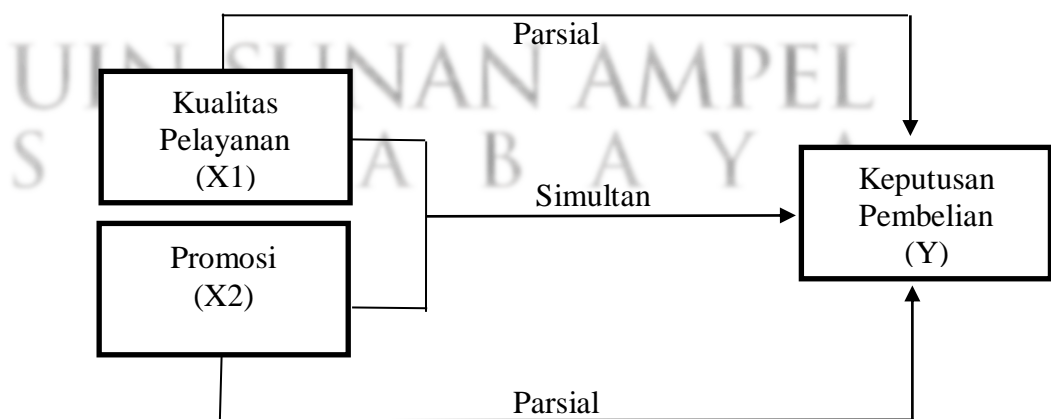 Parsial
UIN SUNAN AMPEL
S U R A B A Y A
Kualitas
Pelayanan
(X1)
Simultan
Keputusan
Pembelian
(Y)
Promosi
(X2)
Parsial